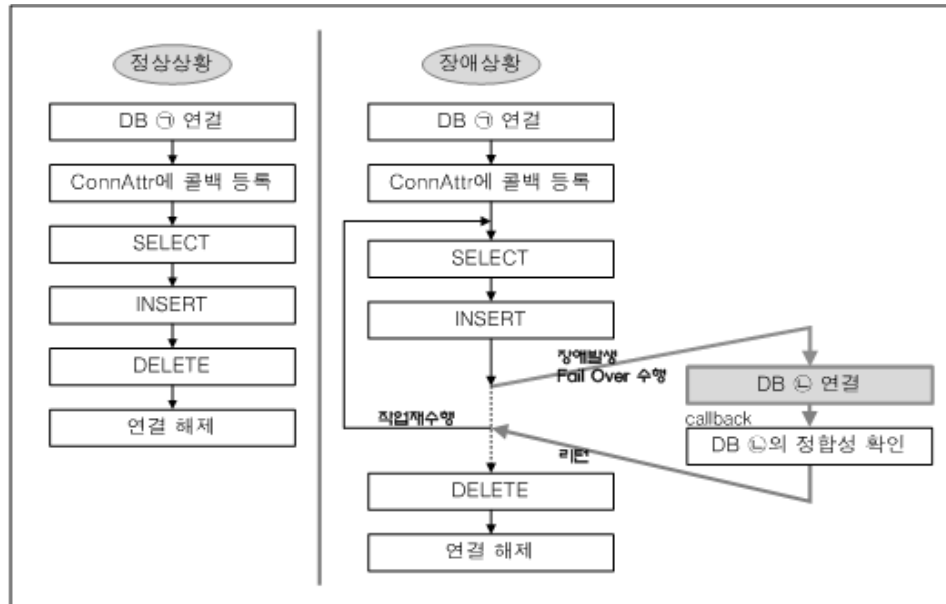 정상상황
DB ㉠ 연결
ConnAttr에 콜백 등록
SELECT
INSERT
DELETE
연결 해제
장애상황
DB ㉠ 연결
ConnAttr에 콜백 등록
SELECT
INSERT
장애발생
Fail Over 수행
DB ㉡ 연결
callback
DB ㉡의 정합성 확인
직업재수행
리턴
DELETE
연결 해제